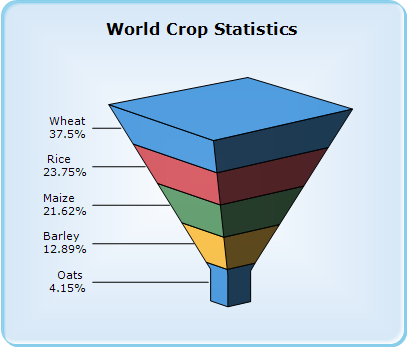 World Crop Statistics
Wheat
37.5%
Rice
23.75%
Maize
21.62%
Barley
12.89%
Oats
4.15%